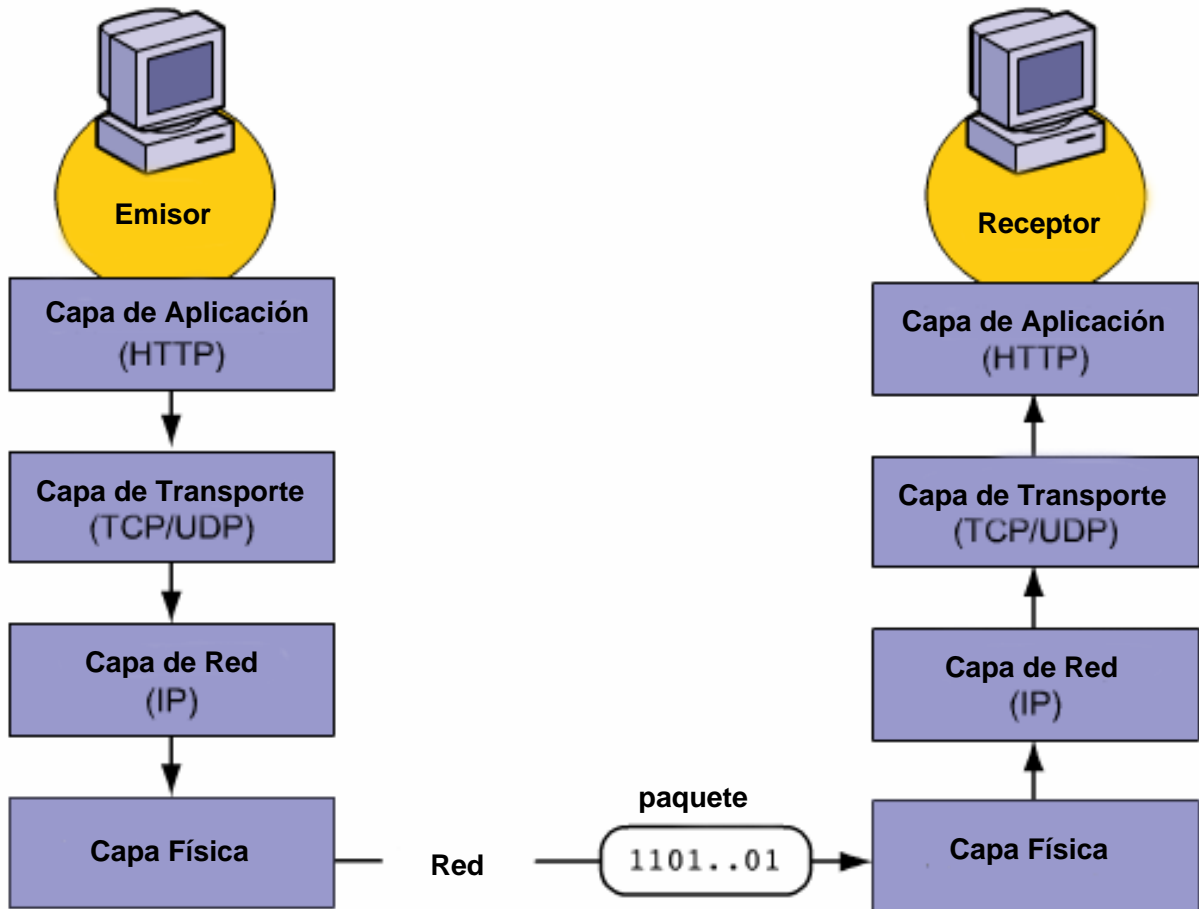 Emisor
Capa de Aplicación
(HTTP)
Capa de Transporte
(TCP/UDP)
Capa de Red
(IP)
Capa Física
Red
paquete
1101..01
Receptor
Capa de Aplicación
(HTTP)
Capa de Transporte
(TCP/UDP)
Capa de Red
(IP)
Capa Física